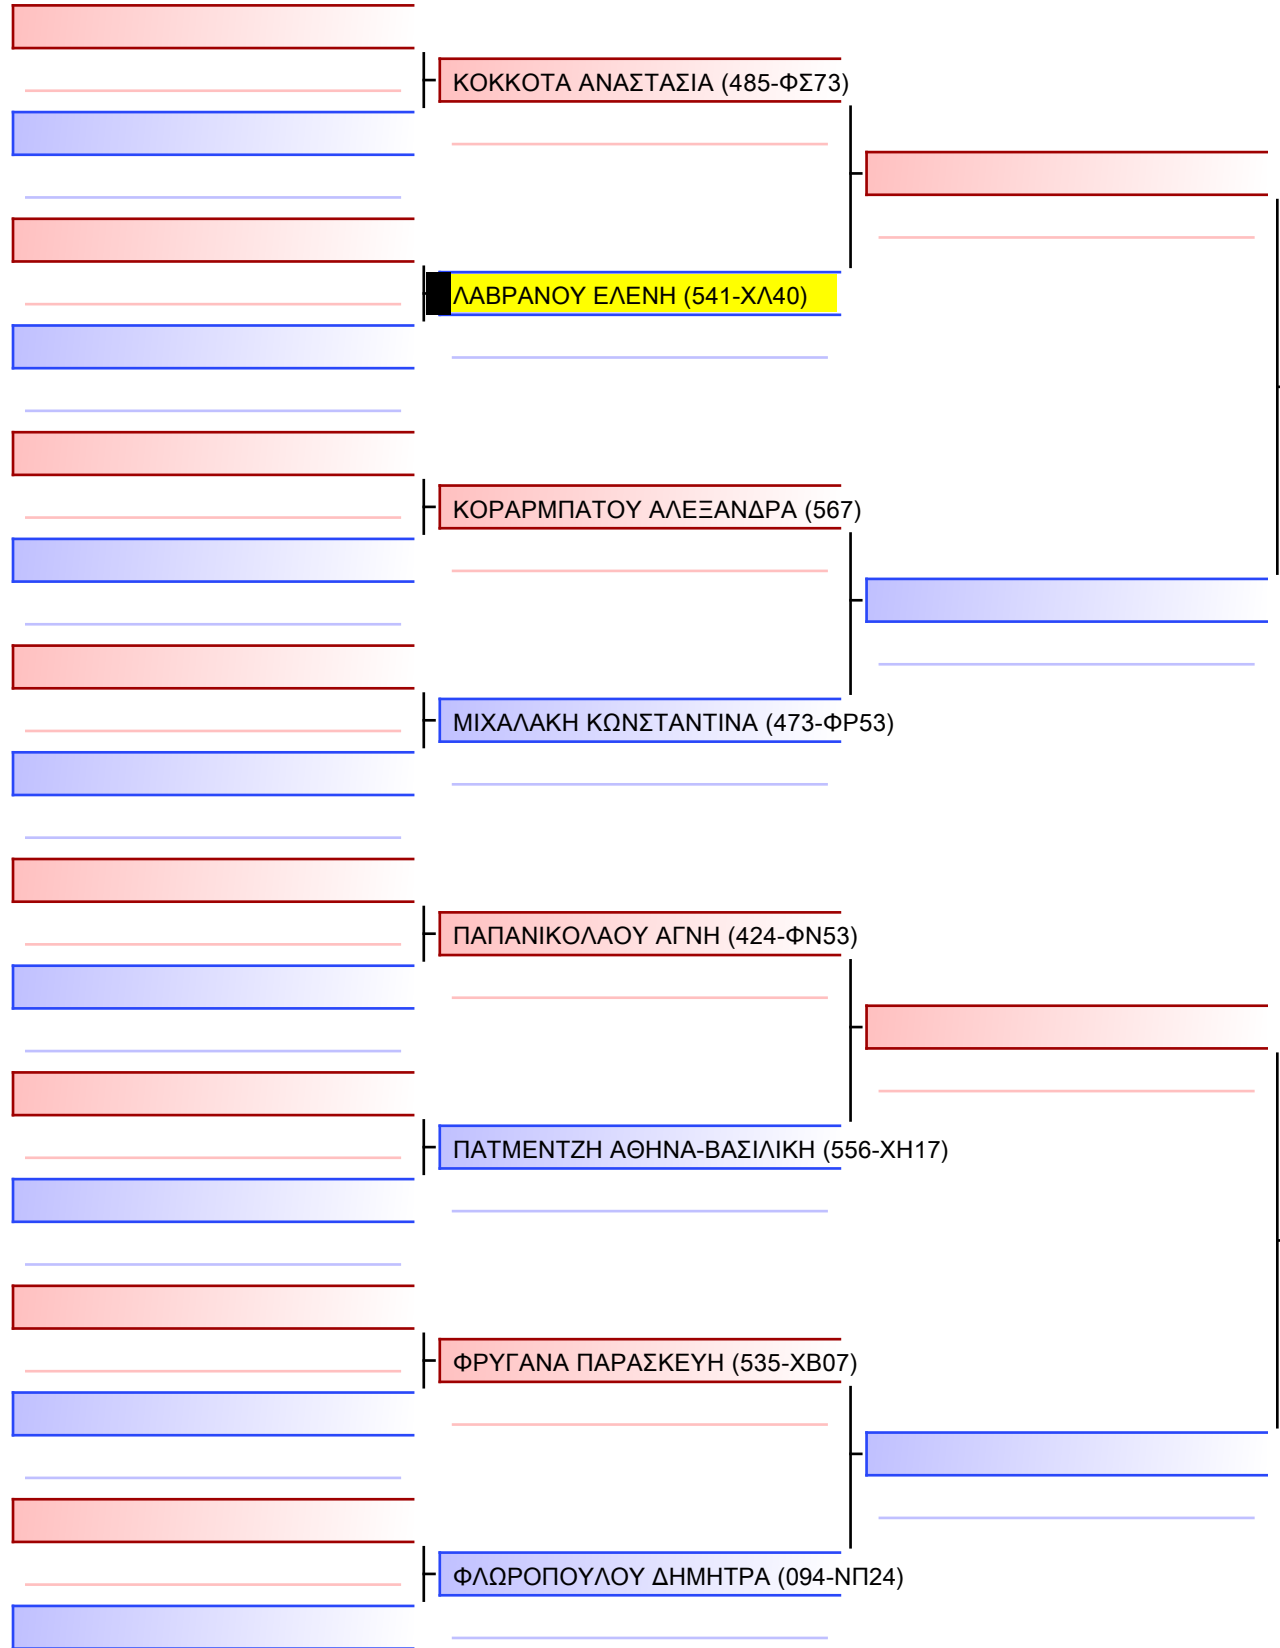 ΚΟΚΚΟΤΑ ΑΝΑΣΤΑΣΙΑ (485-ΦΣ73)
ΛΑΒΡΑΝΟΥ ΕΛΕΝΗ (541-ΧΛ40)
ΚΟΡΑΡΜΠΑΤΟΥ ΑΛΕΞΑΝΔΡΑ (567)
ΜΙΧΑΛΑΚΗ ΚΩΝΣΤΑΝΤΙΝΑ (473-ΦΡ53)
ΠΑΠΑΝΙΚΟΛΑΟΥ ΑΓΝΗ (424-ΦΝ53)
ΠΑΤΜΕΝΤΖΗ ΑΘΗΝΑ-ΒΑΣΙΛΙΚΗ (556-ΧΗ17)
ΦΡΥΓΑΝΑ ΠΑΡΑΣΚΕΥΗ (535-ΧΒ07)
ΦΛΩΡΟΠΟΥΛΟΥ ΔΗΜΗΤΡΑ (094-ΝΠ24)